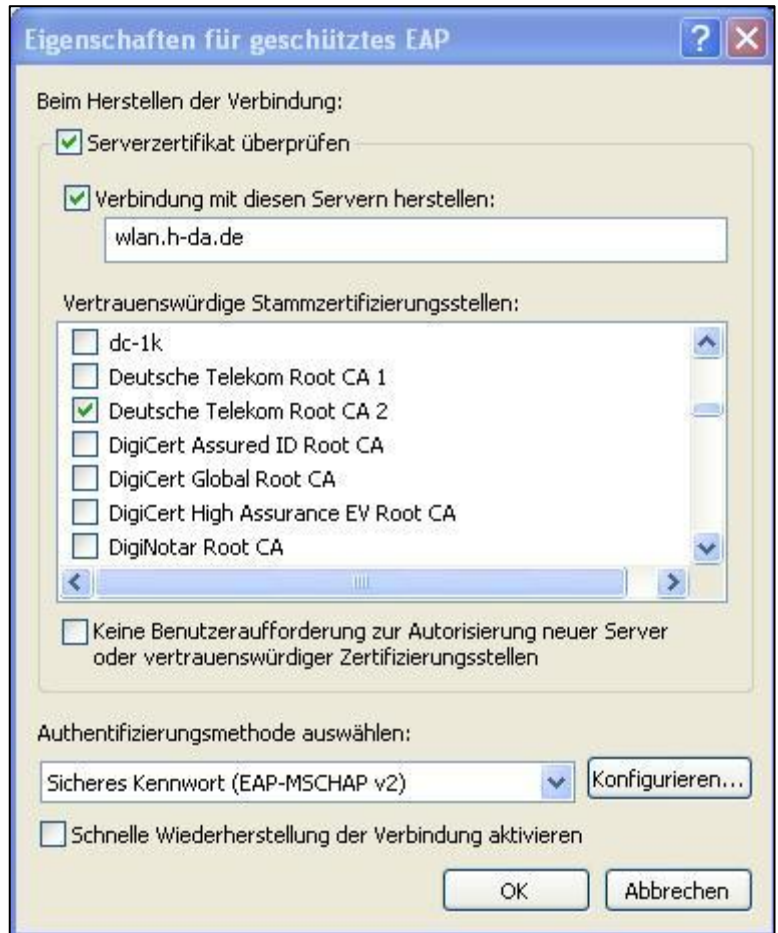 Eigenschaften für geschütztes EAP
Beim Herstellen der Verbindung:
Serverzertifikat überprüfen
Verbindung mit diesen Servern herstellen:
wlan.h-da.de
Vertrauenswürdige Stammzertifizierungsstellen:
dc-1k
Deutsche Telekom Root CA 1
Deutsche Telekom Root CA 2
DigiCert Assured ID Root CA
DigiCert Global Root CA
DigiCert High Assurance EV Root CA
DigiNotar Root CA
Keine Benutzeraufforderung zur Autorisierung neuer Server
oder vertrauenswürdiger Zertifizierungsstellen
Authentifizierungsmethode auswählen:
Sicheres Kennwort (EAP-MSCHAP v2)
Konfigurieren...
Schnelle Wiederherstellung der Verbindung aktivieren
OK
Abbrechen